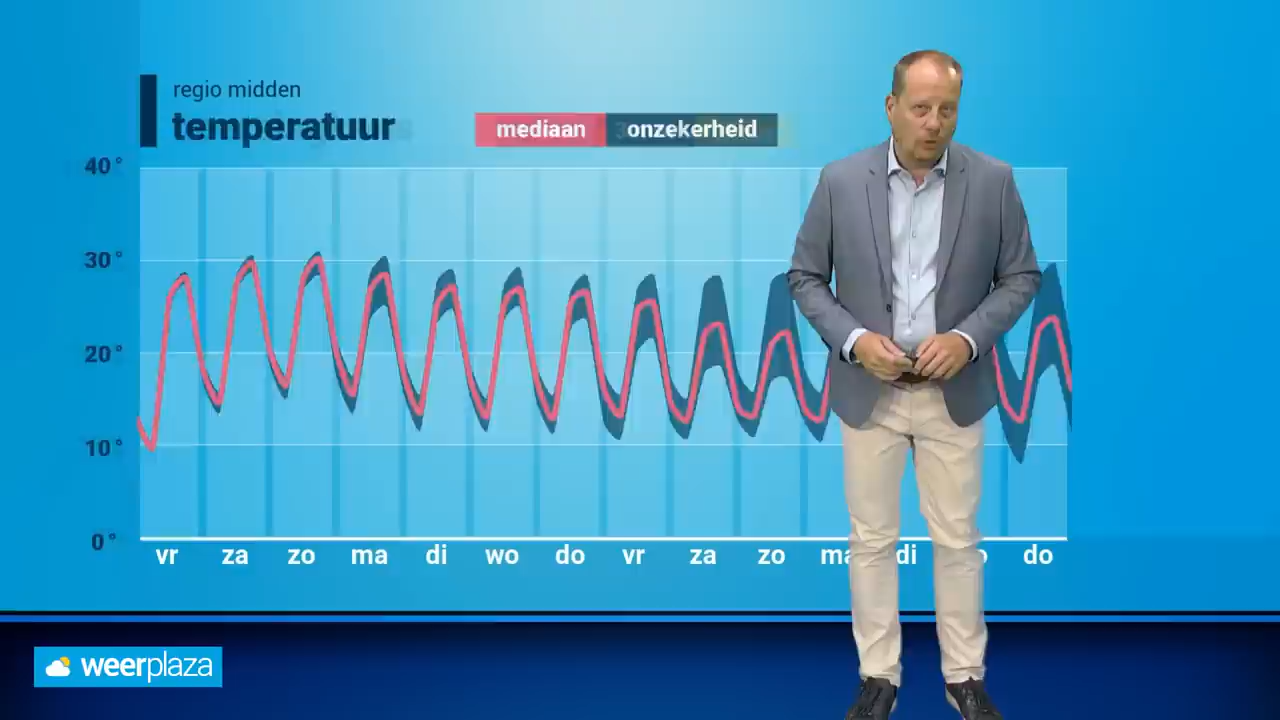 regio midden
temperatuur
mediaan onzekerheid
40°
30°
20°
10°
0°
vr za zo ma di wo do vr za zo ma di do
weerplaza